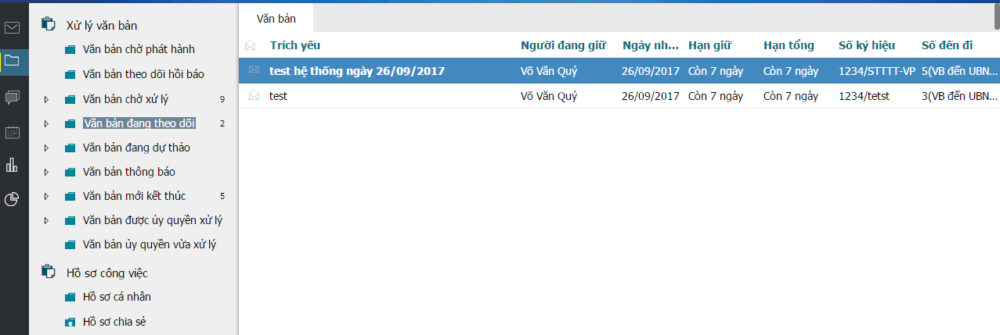 Xử lý văn bản
Văn bản chờ phát hành
Văn bản theo dõi hồi báo
Văn bản chờ xử lý 9
Văn bản đang theo dõi 2
Văn bản đang dự thảo
Văn bản thông báo
Văn bản mới kết thúc 5
Văn bản được ủy quyền xử lý
Văn bản ủy quyền vừa xử lý
Hồ sơ công việc
Hồ sơ cá nhân
Hồ sơ chia sẻ
Văn bản
Trích yếu Người đang giữ Ngày nh... Hạn giữ Hạn tổng Số ký hiệu Số đến đi
test hệ thống ngày 26/09/2017 Võ Văn Quý 26/09/2017 Còn 7 ngày Còn 7 ngày 1234/STTTT-VP 5(VB đến UBN...
test Võ Văn Quý 26/09/2017 Còn 7 ngày Còn 7 ngày 1234/tetst 3(VB đến UBN...